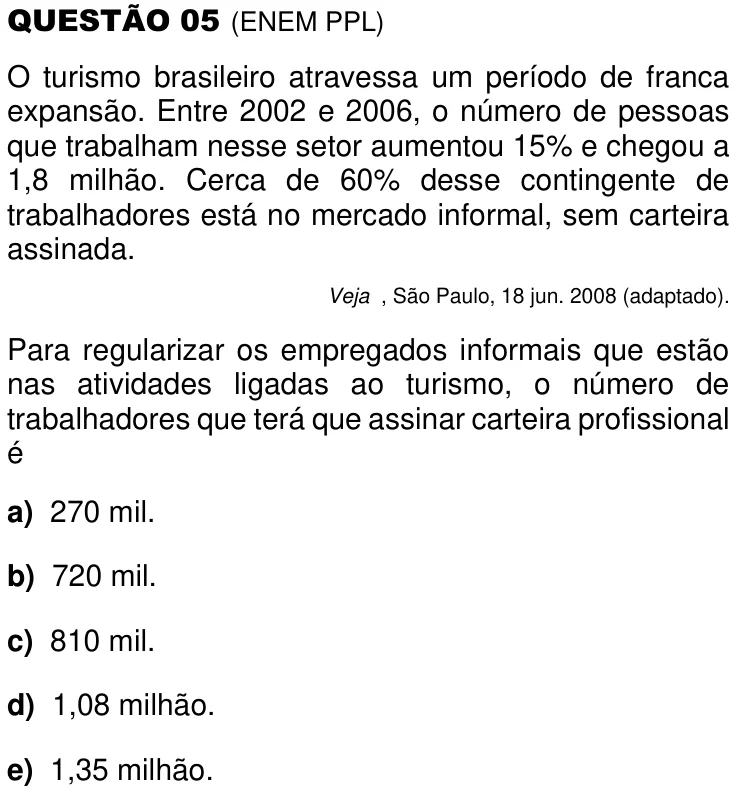 QUESTÃO 05 (ENEM PPL)
O turismo brasileiro atravessa um período de franca
expansão. Entre 2002 e 2006, o número de pessoas
que trabalham nesse setor aumentou 15% e chegou a
1,8 milhão. Cerca de 60% desse contingente de
trabalhadores está no mercado informal, sem carteira
assinada.
Veja , São Paulo, 18 jun. 2008 (adaptado).
Para regularizar os empregados informais que estão
nas atividades ligadas ao turismo, o número de
trabalhadores que terá que assinar carteira profissional
é
a) 270 mil.
b) 720 mil.
c) 810 mil.
d) 1,08 milhão.
e) 1,35 milhão.